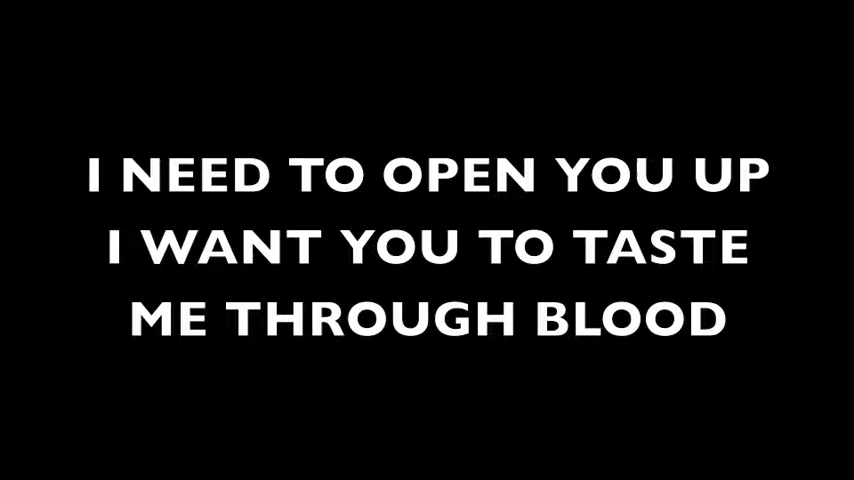 I NEED TO OPEN YOU UP
I WANT YOU TO TASTE
ME THROUGH BLOOD